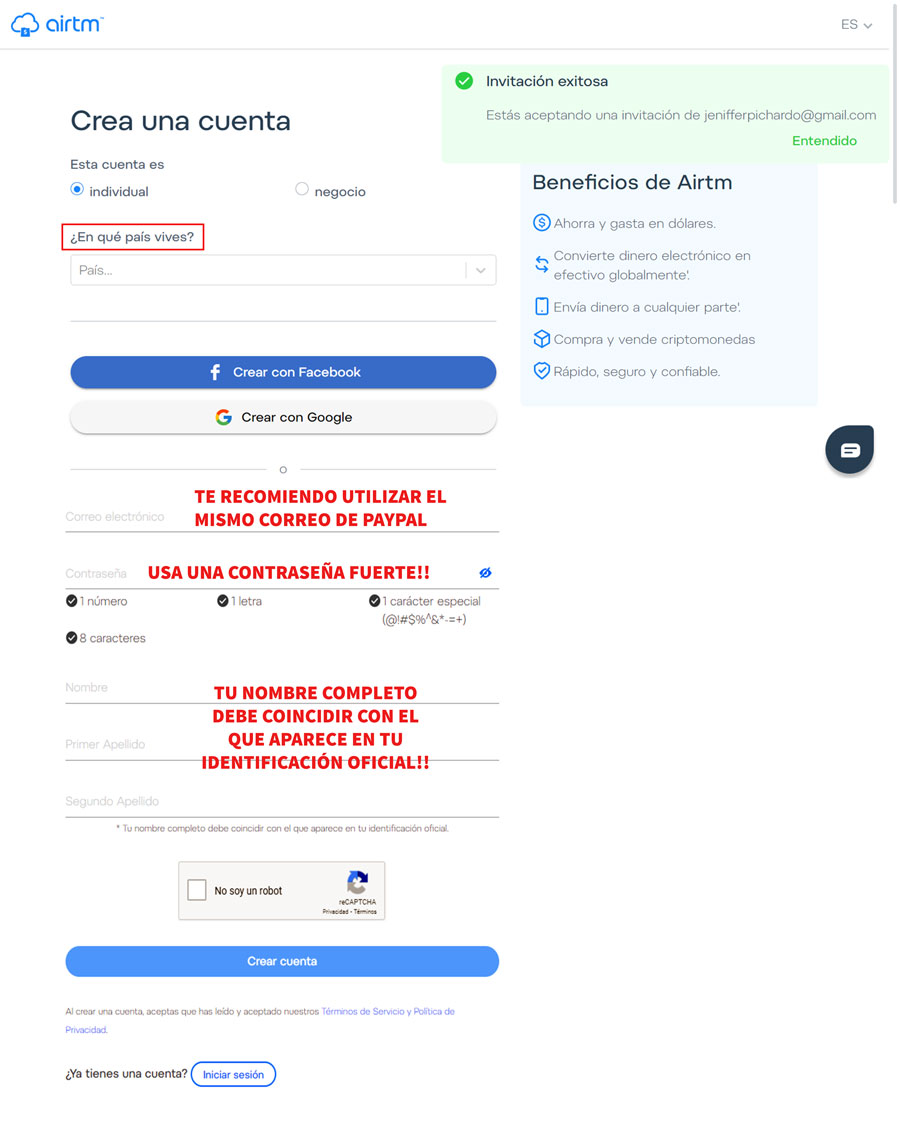 airtm™
ES
Invitación exitosa
Estás aceptando una invitación de jenifferpichardo@gmail.com
Entendido
Crea una cuenta
Esta cuenta es
individual
negocio
¿En qué país vives?
País...
Beneficios de Airtm
Ahorra y gasta en dólares.
Convierte dinero electrónico en
efectivo globalmente¹.
Envía dinero a cualquier parte¹.
Compra y vende criptomonedas
Rápido, seguro y confiable.
Crear con Facebook
Crear con Google
o
Correo electrónico
TE RECOMIENDO UTILIZAR EL
MISMO CORREO DE PAYPAL
Contraseña
USA UNA CONTRASEÑA FUERTE!!
1 número
1 letra
1 carácter especial
(@!#$%^&*-=+)
8 caracteres
Nombre
TU NOMBRE COMPLETO
DEBE COINCIDIR CON EL
QUE APARECE EN TU
IDENTIFICACIÓN OFICIAL!!
Primer Apellido
Segundo Apellido
* Tu nombre completo debe coincidir con el que aparece en tu identificación oficial.
No soy un robot
reCAPTCHA
Privacidad - Términos
Crear cuenta
Al crear una cuenta, aceptas que has leído y aceptado nuestros Términos de Servicio y Política de
Privacidad.
¿Ya tienes una cuenta? Iniciar sesión